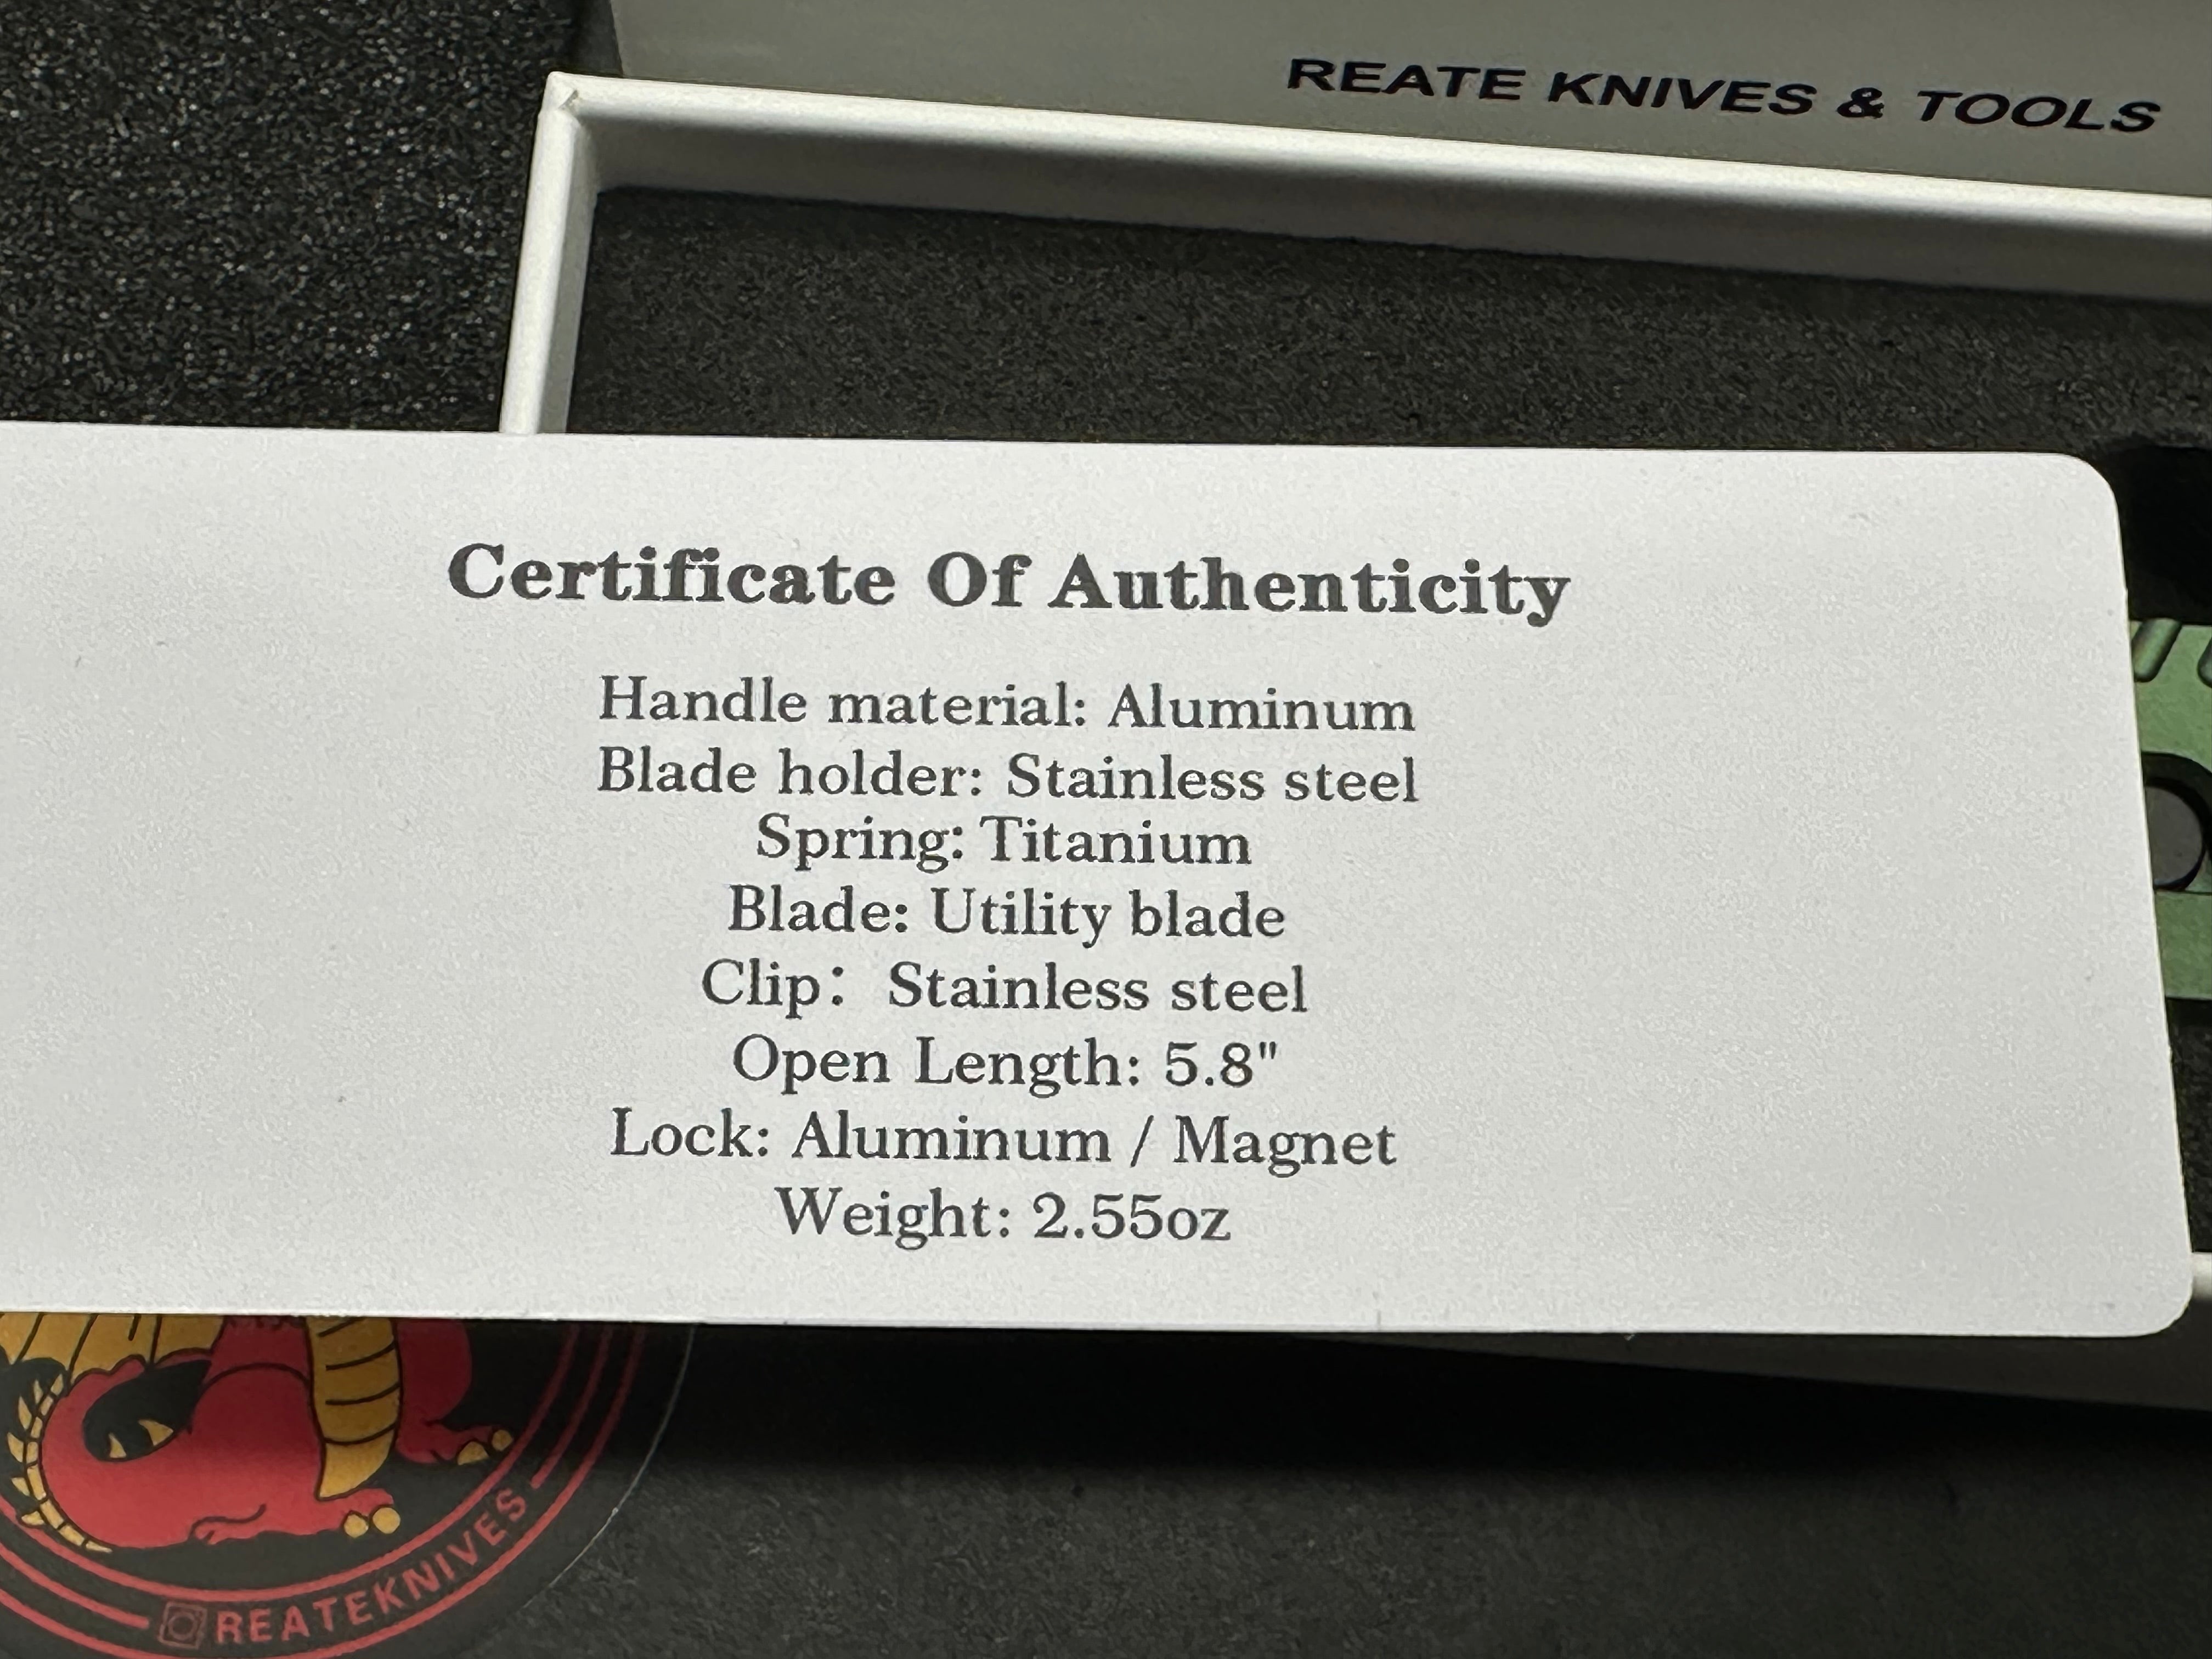 REATE KNIVES & TOOLS
Certificate Of Authenticity
Handle material: Aluminum
Blade holder: Stainless steel
Spring: Titanium
Blade: Utility blade
Clip： Stainless steel
Open Length: 5.8"
Lock: Aluminum / Magnet
Weight: 2.55oz
REATEKNIVES